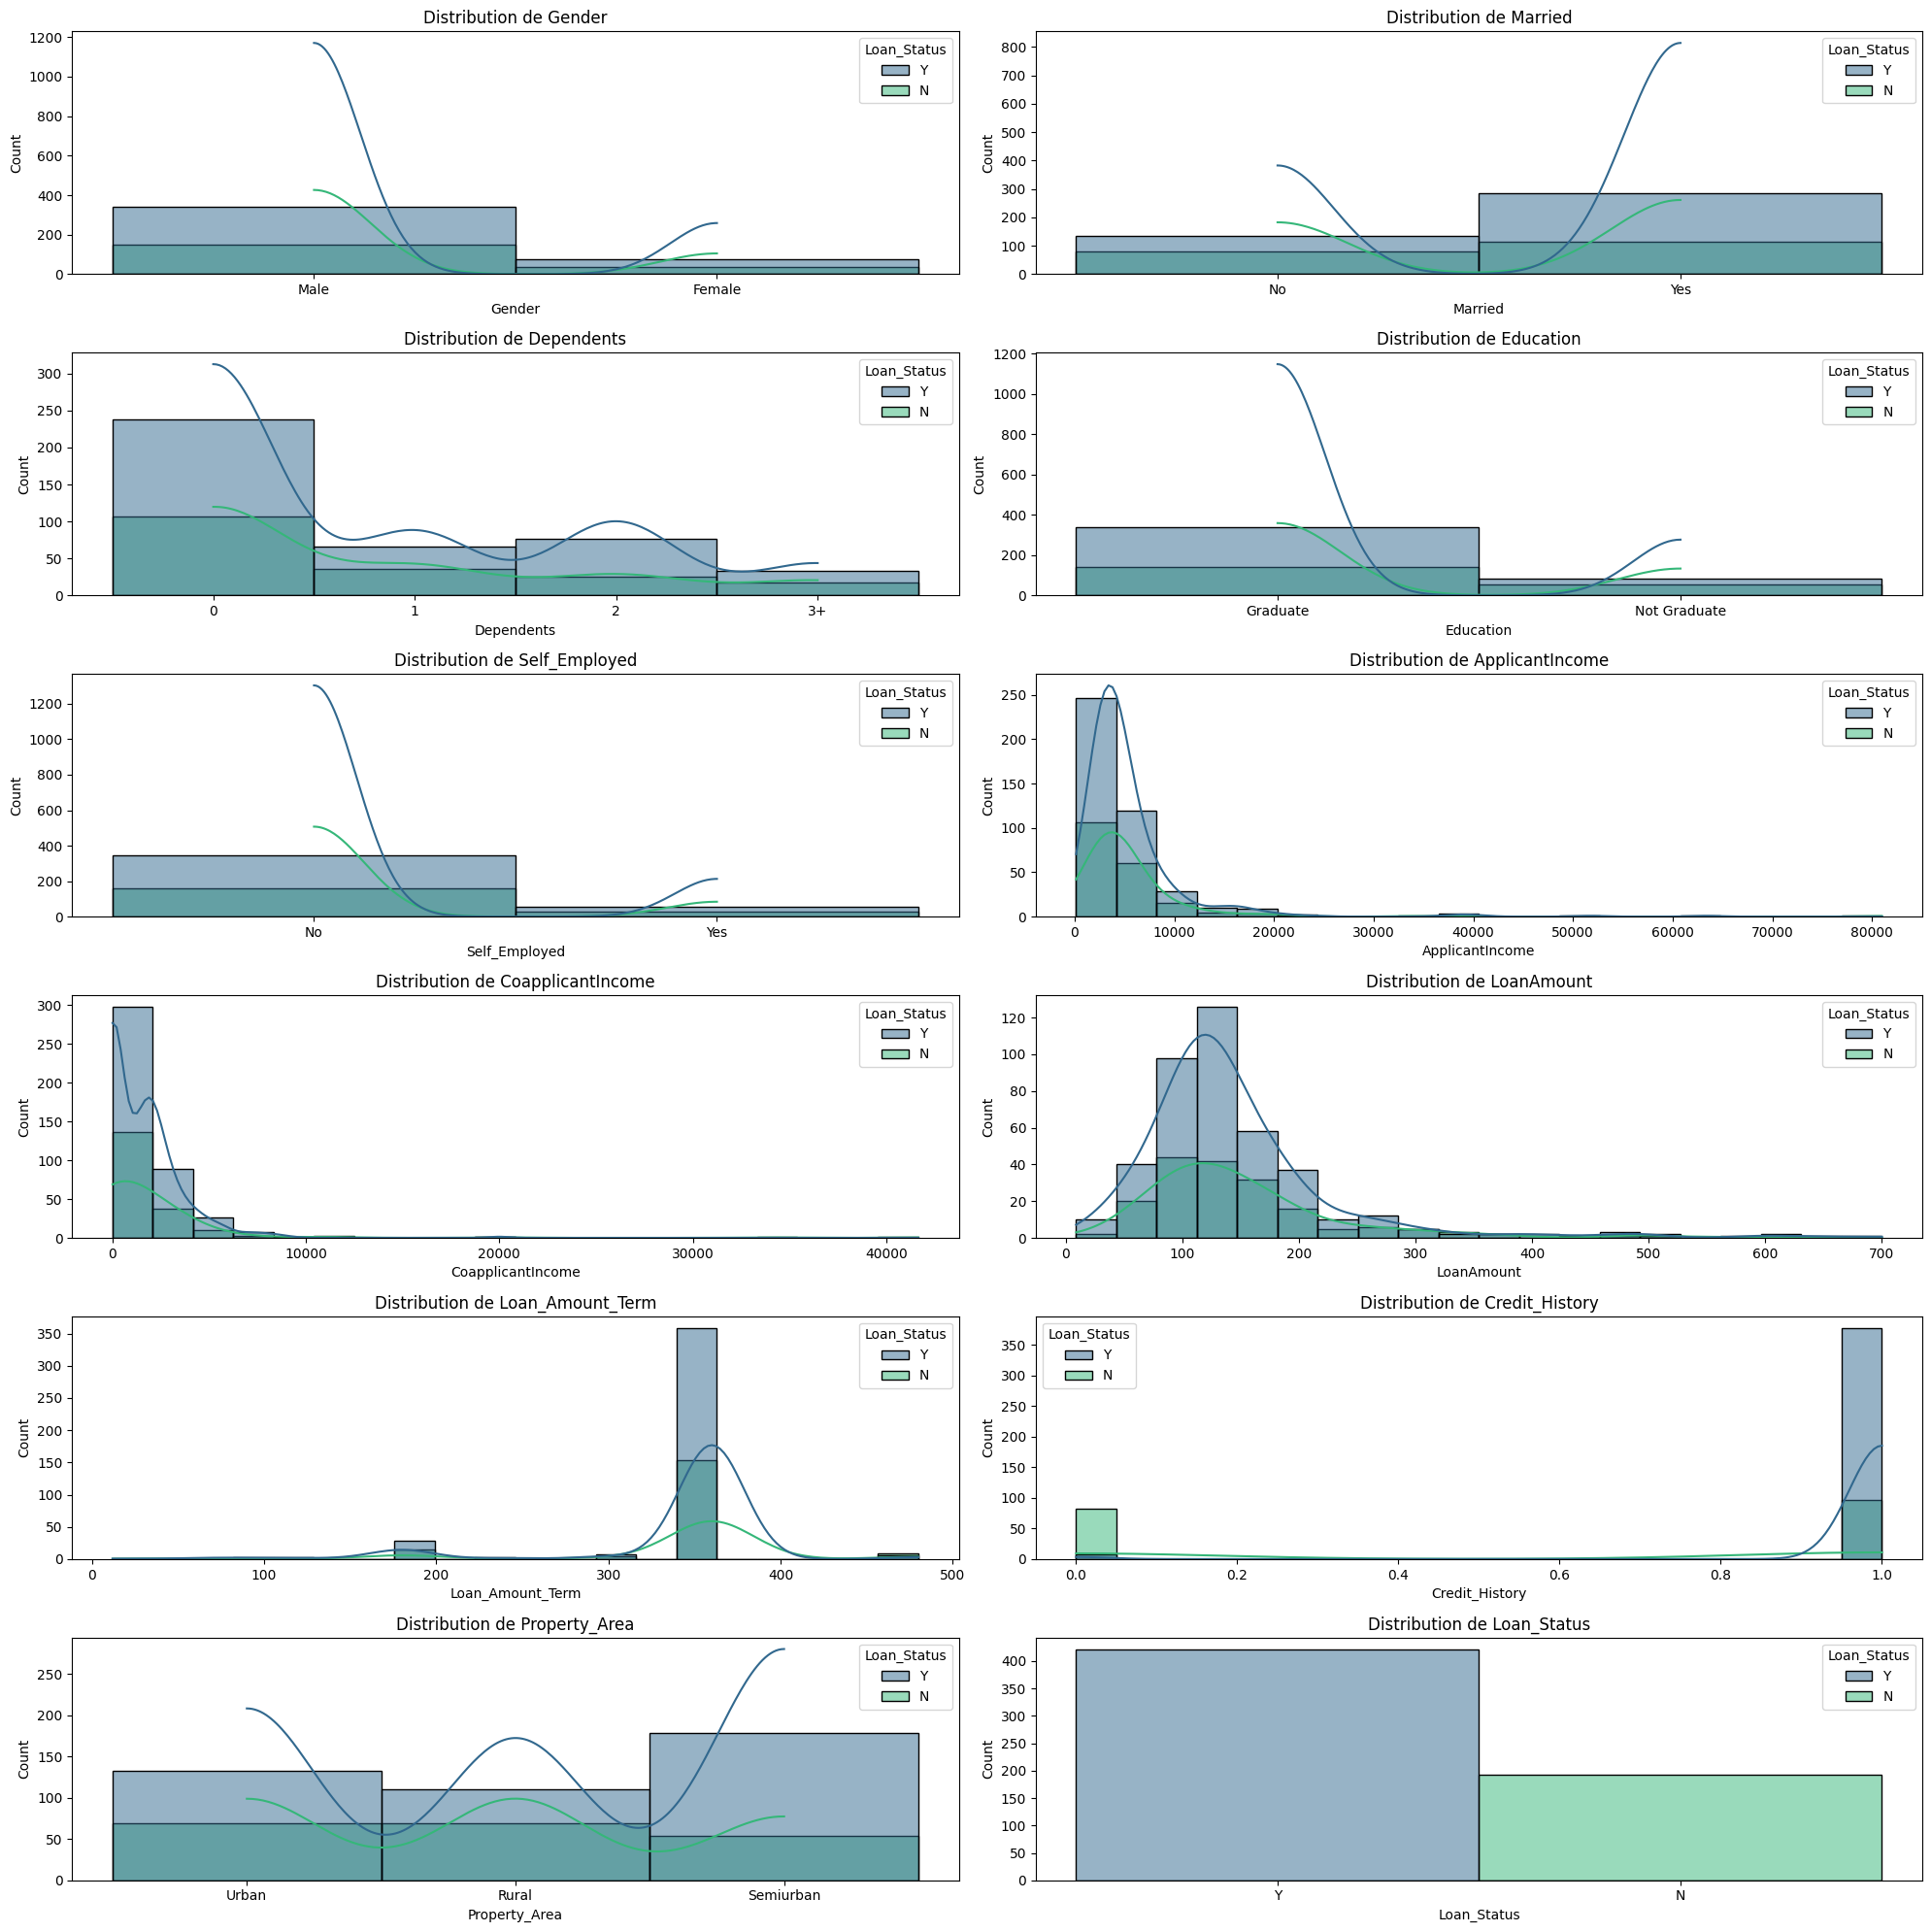 Distribution de Gender
Count
1200
1000
800
600
400
200
0
Male
Female
Gender
Loan_Status
Y
N
Distribution de Married
Count
800
700
600
500
400
300
200
100
0
No
Yes
Married
Loan_Status
Y
N
Distribution de Dependents
Count
300
250
200
150
100
50
0
0
1
2
3+
Dependents
Loan_Status
Y
N
Distribution de Education
Count
1200
1000
800
600
400
200
0
Graduate
Not Graduate
Education
Loan_Status
Y
N
Distribution de Self_Employed
Count
1200
1000
800
600
400
200
0
No
Yes
Self_Employed
Loan_Status
Y
N
Distribution de ApplicantIncome
Count
250
200
150
100
50
0
0
10000
20000
30000
40000
50000
60000
70000
80000
ApplicantIncome
Loan_Status
Y
N
Distribution de CoapplicantIncome
Count
300
250
200
150
100
50
0
0
10000
20000
30000
40000
CoapplicantIncome
Loan_Status
Y
N
Distribution de LoanAmount
Count
120
100
80
60
40
20
0
0
100
200
300
400
500
600
700
LoanAmount
Loan_Status
Y
N
Distribution de Loan_Amount_Term
Count
350
300
250
200
150
100
50
0
0
100
200
300
400
500
Loan_Amount_Term
Loan_Status
Y
N
Distribution de Credit_History
Count
350
300
250
200
150
100
50
0
0.0
0.2
0.4
0.6
0.8
1.0
Credit_History
Loan_Status
Y
N
Distribution de Property_Area
Count
250
200
150
100
50
0
Urban
Rural
Semiurban
Property_Area
Loan_Status
Y
N
Distribution de Loan_Status
Count
400
350
300
250
200
150
100
50
0
Y
N
Loan_Status
Loan_Status
Y
N